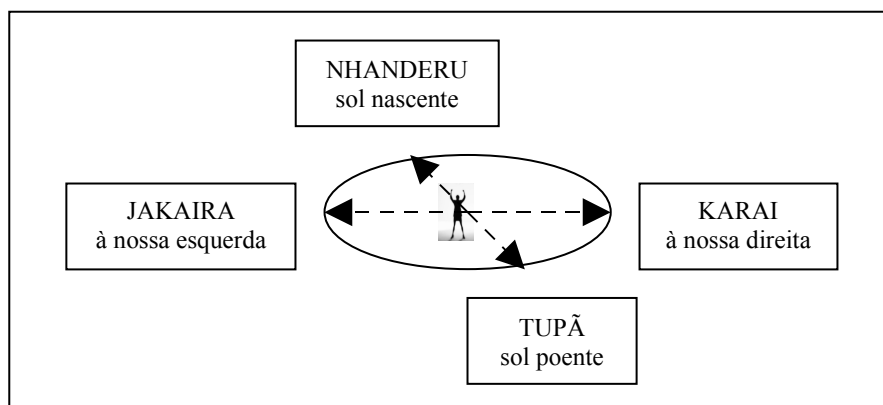 NHANDERU
sol nascente
JAKAIRA
à nossa esquerda
KARAI
à nossa direita
TUPÃ
sol poente